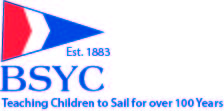 Est. 1883
BSYC
Teaching Children to Sail for over 100 Years